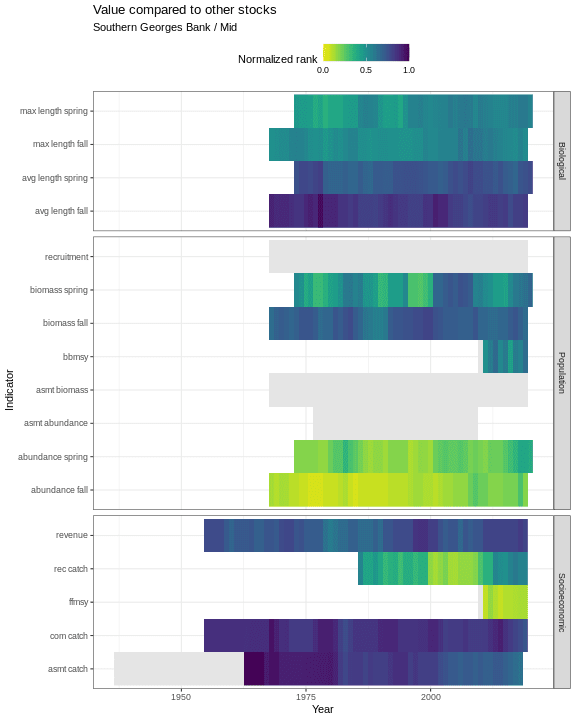 Value compared to other stocks
Southern Georges Bank / Mid
Normalized rank
0.0 0.5 1.0
max length spring
max length fall
avg length spring
avg length fall
Biological
recruitment
biomass spring
biomass fall
bbmsy
asmt biomass
asmt abundance
abundance spring
abundance fall
Population
revenue
rec catch
ffmsy
com catch
asmt catch
Socioeconomic
Indicator
1950 1975 2000
Year